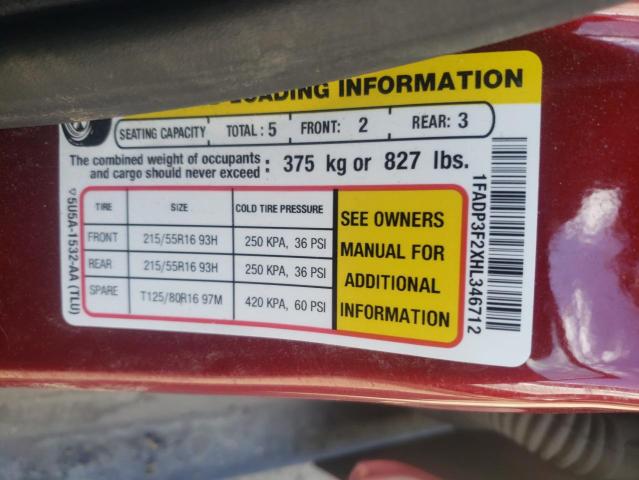 LOADING INFORMATION
SEATING CAPACITY TOTAL : 5 FRONT: 2 REAR: 3
The combined weight of occupants
and cargo should never exceed : 375 kg or 827 lbs.
TIRE SIZE COLD TIRE PRESSURE
FRONT 215/55R16 93H 250 KPA, 36 PSI
REAR 215/55R16 93H 250 KPA, 36 PSI
SPARE T125/80R16 97M 420 KPA, 60 PSI
SEE OWNERS
MANUAL FOR
ADDITIONAL
INFORMATION
5U5A-1532-AA (TLU)
1FADP3F2XHL346712